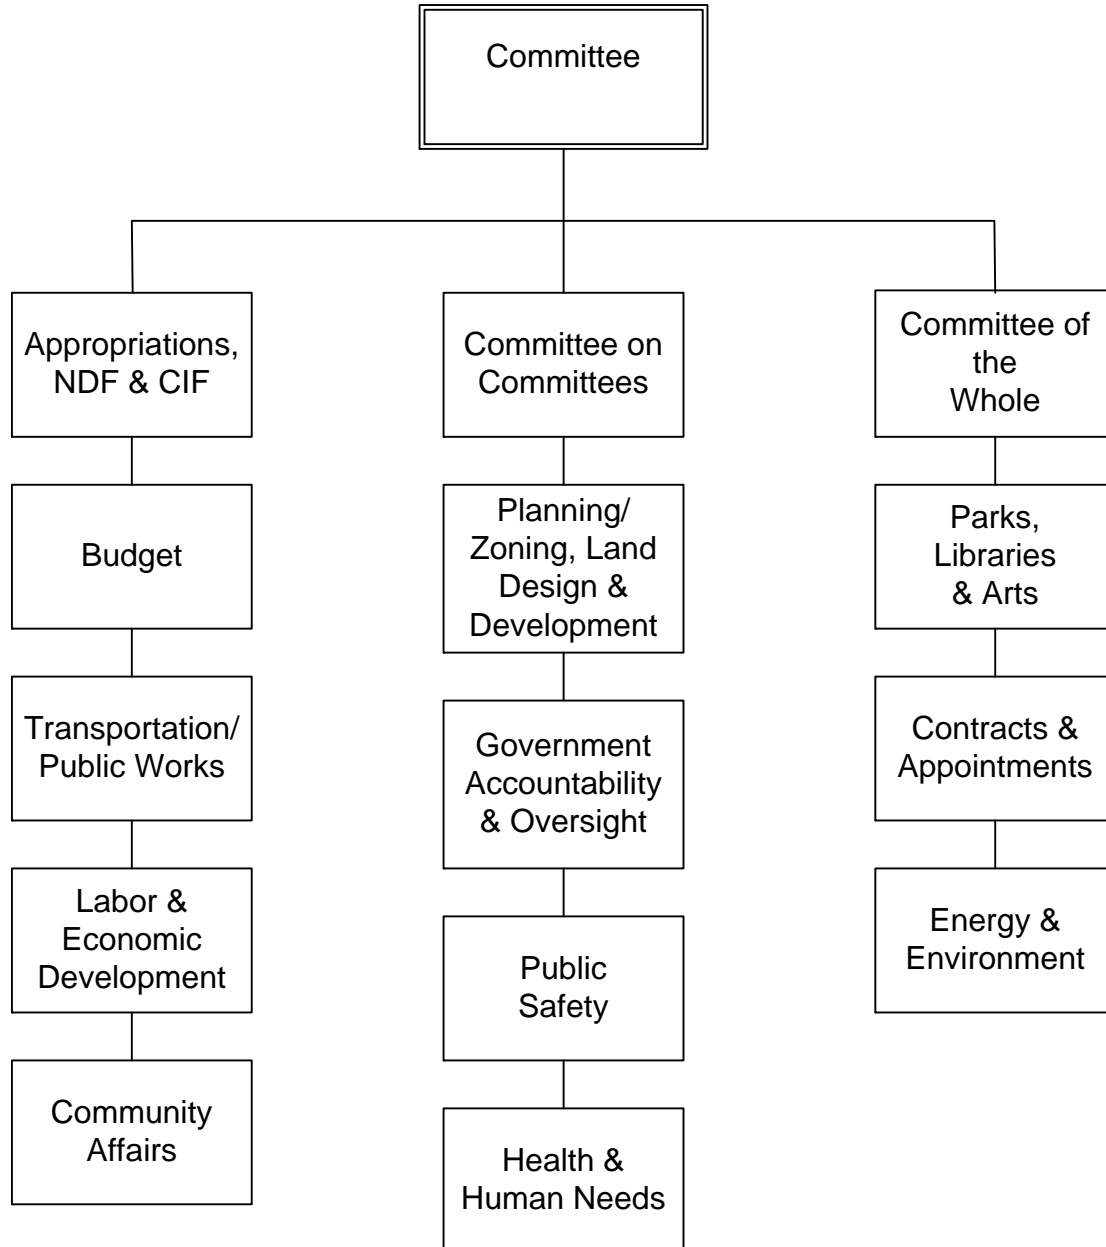 Committee
Appropriations,
NDF & CIF
Committee on
Committees
Committee of
the
Whole
Budget
Planning/
Zoning, Land
Design &
Development
Parks,
Libraries
& Arts
Transportation/
Public Works
Government
Accountability
& Oversight
Contracts &
Appointments
Labor &
Economic
Development
Public
Safety
Energy &
Environment
Community
Affairs
Health &
Human Needs